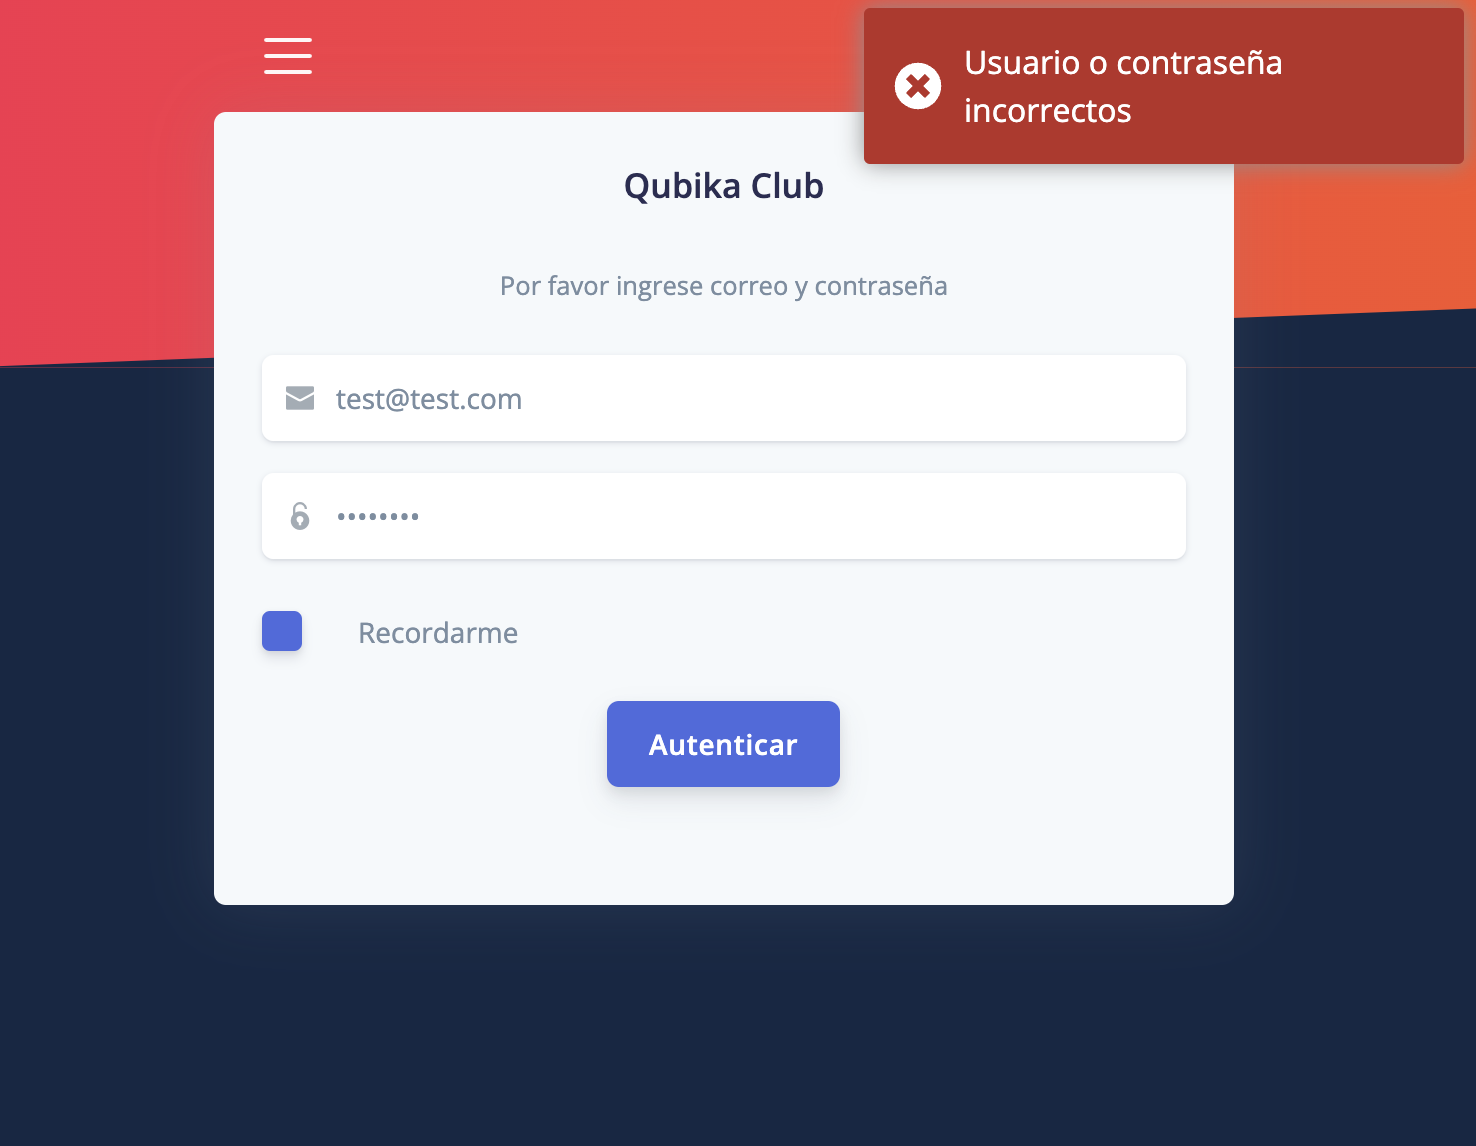 Usuario o contraseña
incorrectos
Qubika Club
Por favor ingrese correo y contraseña
test@test.com
••••••••
Recordarme
Autenticar